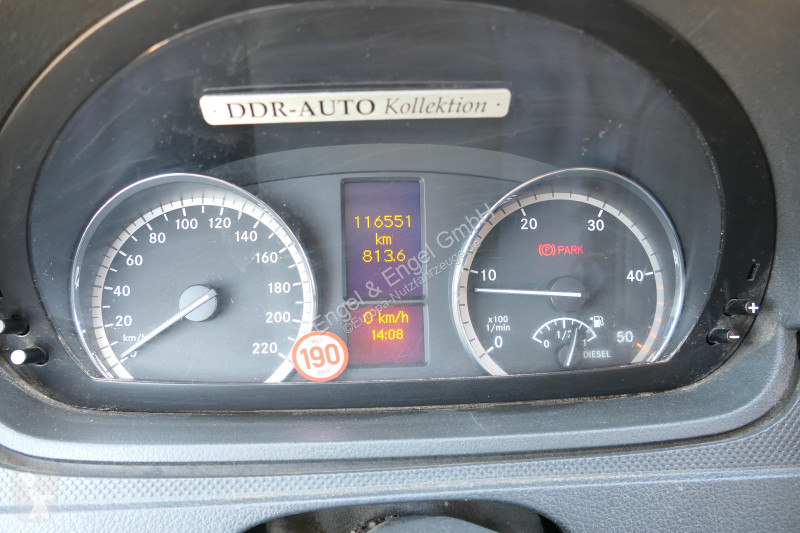 DDR-AUTO Kollektion
20
40
60
80
100
120
140
160
180
200
220
km/h
116551
km
813.6
0 km/h
14:08
190
0
10
20
30
40
50
PARK
x100
1/min
0
1/2
1
DIESEL
+
−
© Engel & Engel GmbH